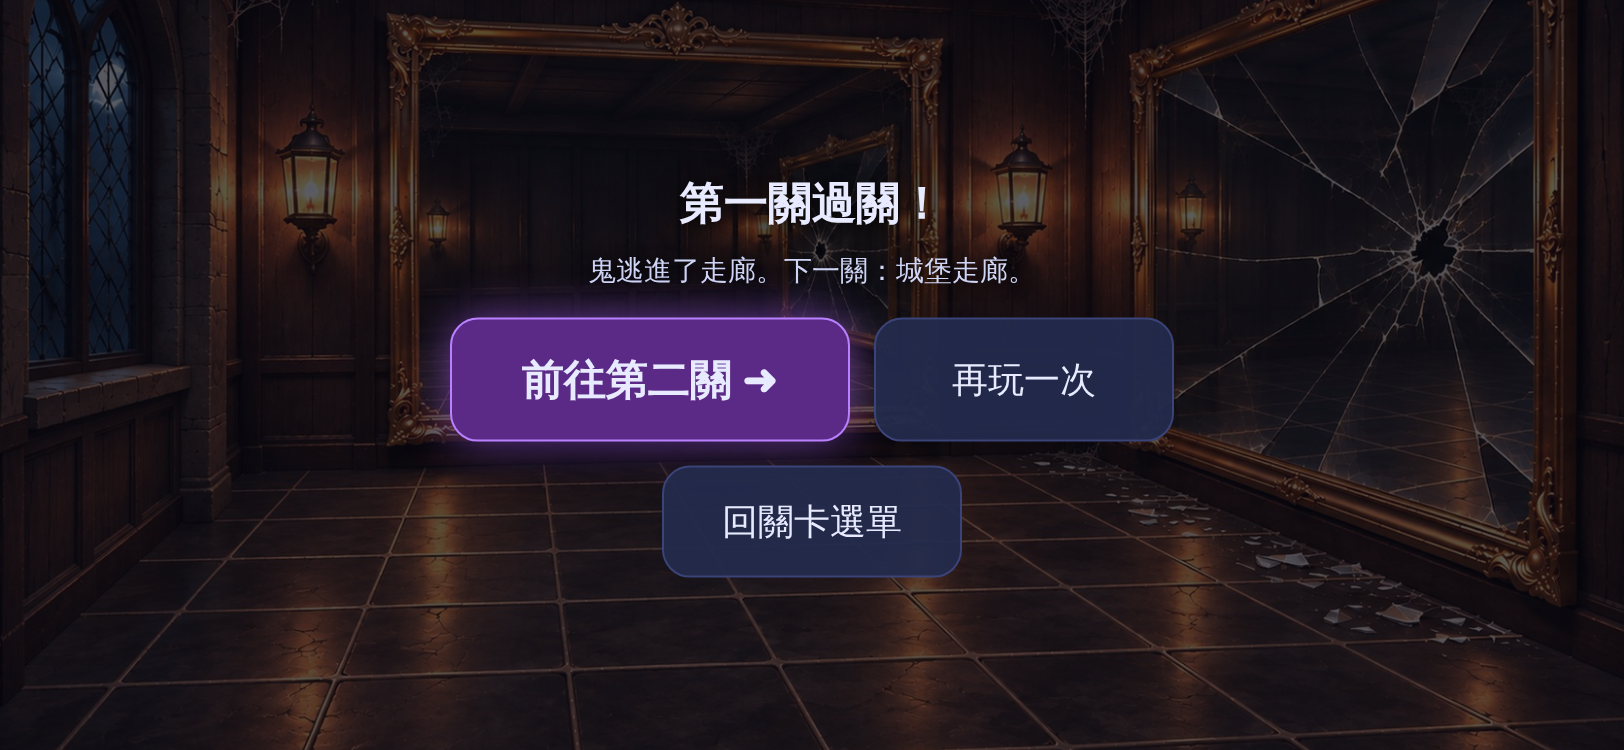 第一關過關！
鬼逃進了走廊。下一關：城堡走廊。
前往第二關 ➜
再玩一次
回關卡選單